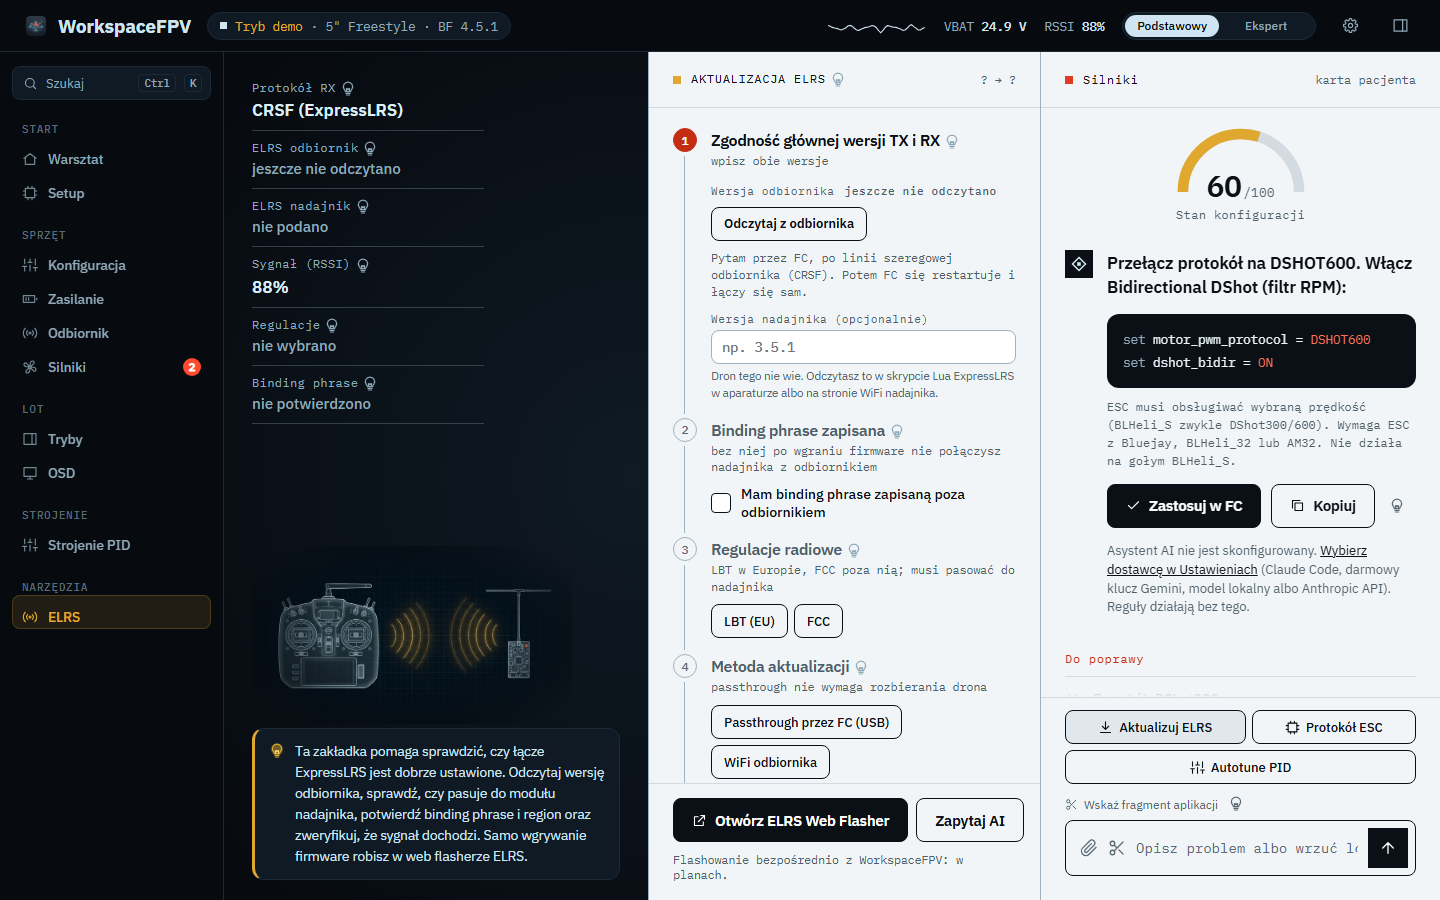 WorkspaceFPV
Tryb demo · 5" Freestyle · BF 4.5.1
VBAT 24.9 V
RSSI 88%
Podstawowy
Ekspert
Szukaj
Ctrl
K
START
Warsztat
Setup
SPRZĘT
Konfiguracja
Zasilanie
Odbiornik
Silniki
2
LOT
Tryby
OSD
STROJENIE
Strojenie PID
NARZĘDZIA
ELRS
Protokół RX
CRSF (ExpressLRS)
ELRS odbiornik
jeszcze nie odczytano
ELRS nadajnik
nie podano
Sygnał (RSSI)
88%
Regulacje
nie wybrano
Binding phrase
nie potwierdzono
Ta zakładka pomaga sprawdzić, czy łącze
ExpressLRS jest dobrze ustawione. Odczytaj wersję
odbiornika, sprawdź, czy pasuje do modułu
nadajnika, potwierdź binding phrase i region oraz
zweryfikuj, że sygnał dochodzi. Samo wgrywanie
firmware robisz w web flasherze ELRS.
AKTUALIZACJA ELRS
? → ?
1
Zgodność głównej wersji TX i RX
wpisz obie wersje
Wersja odbiornika jeszcze nie odczytano
Odczytaj z odbiornika
Pytam przez FC, po linii szeregowej
odbiornika (CRSF). Potem FC się restartuje i
łączy się sam.
Wersja nadajnika (opcjonalnie)
np. 3.5.1
Dron tego nie wie. Odczytasz to w skrypcie Lua ExpressLRS
w aparaturze albo na stronie WiFi nadajnika.
2
Binding phrase zapisana
bez niej po wgraniu firmware nie połączysz
nadajnika z odbiornikiem
Mam binding phrase zapisaną poza
odbiornikiem
3
Regulacje radiowe
LBT w Europie, FCC poza nią; musi pasować do
nadajnika
LBT (EU)
FCC
4
Metoda aktualizacji
passthrough nie wymaga rozbierania drona
Passthrough przez FC (USB)
WiFi odbiornika
Otwórz ELRS Web Flasher
Zapytaj AI
Flashowanie bezpośrednio z WorkspaceFPV: w
planach.
Silniki
karta pacjenta
60/100
Stan konfiguracji
Przełącz protokół na DSHOT600. Włącz
Bidirectional DShot (filtr RPM):
set motor_pwm_protocol = DSHOT600
set dshot_bidir = ON
ESC musi obsługiwać wybraną prędkość
(BLHeli_S zwykle DShot300/600). Wymaga ESC
z Bluejay, BLHeli_32 lub AM32. Nie działa
na gołym BLHeli_S.
Zastosuj w FC
Kopiuj
Asystent AI nie jest skonfigurowany. Wybierz
dostawcę w Ustawieniach (Claude Code, darmowy
klucz Gemini, model lokalny albo Anthropic API).
Reguły działają bez tego.
Do poprawy
Aktualizuj ELRS
Protokół ESC
Autotune PID
Wskaż fragment aplikacji
Opisz problem albo wrzuć lo